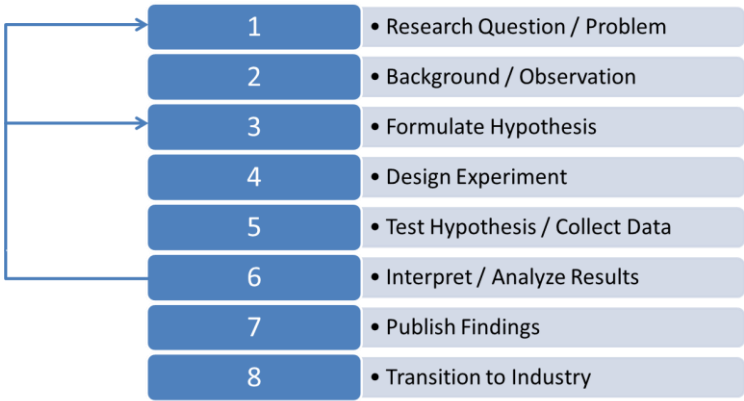 1 • Research Question / Problem
2 • Background / Observation
3 • Formulate Hypothesis
4 • Design Experiment
5 • Test Hypothesis / Collect Data
6 • Interpret / Analyze Results
7 • Publish Findings
8 • Transition to Industry